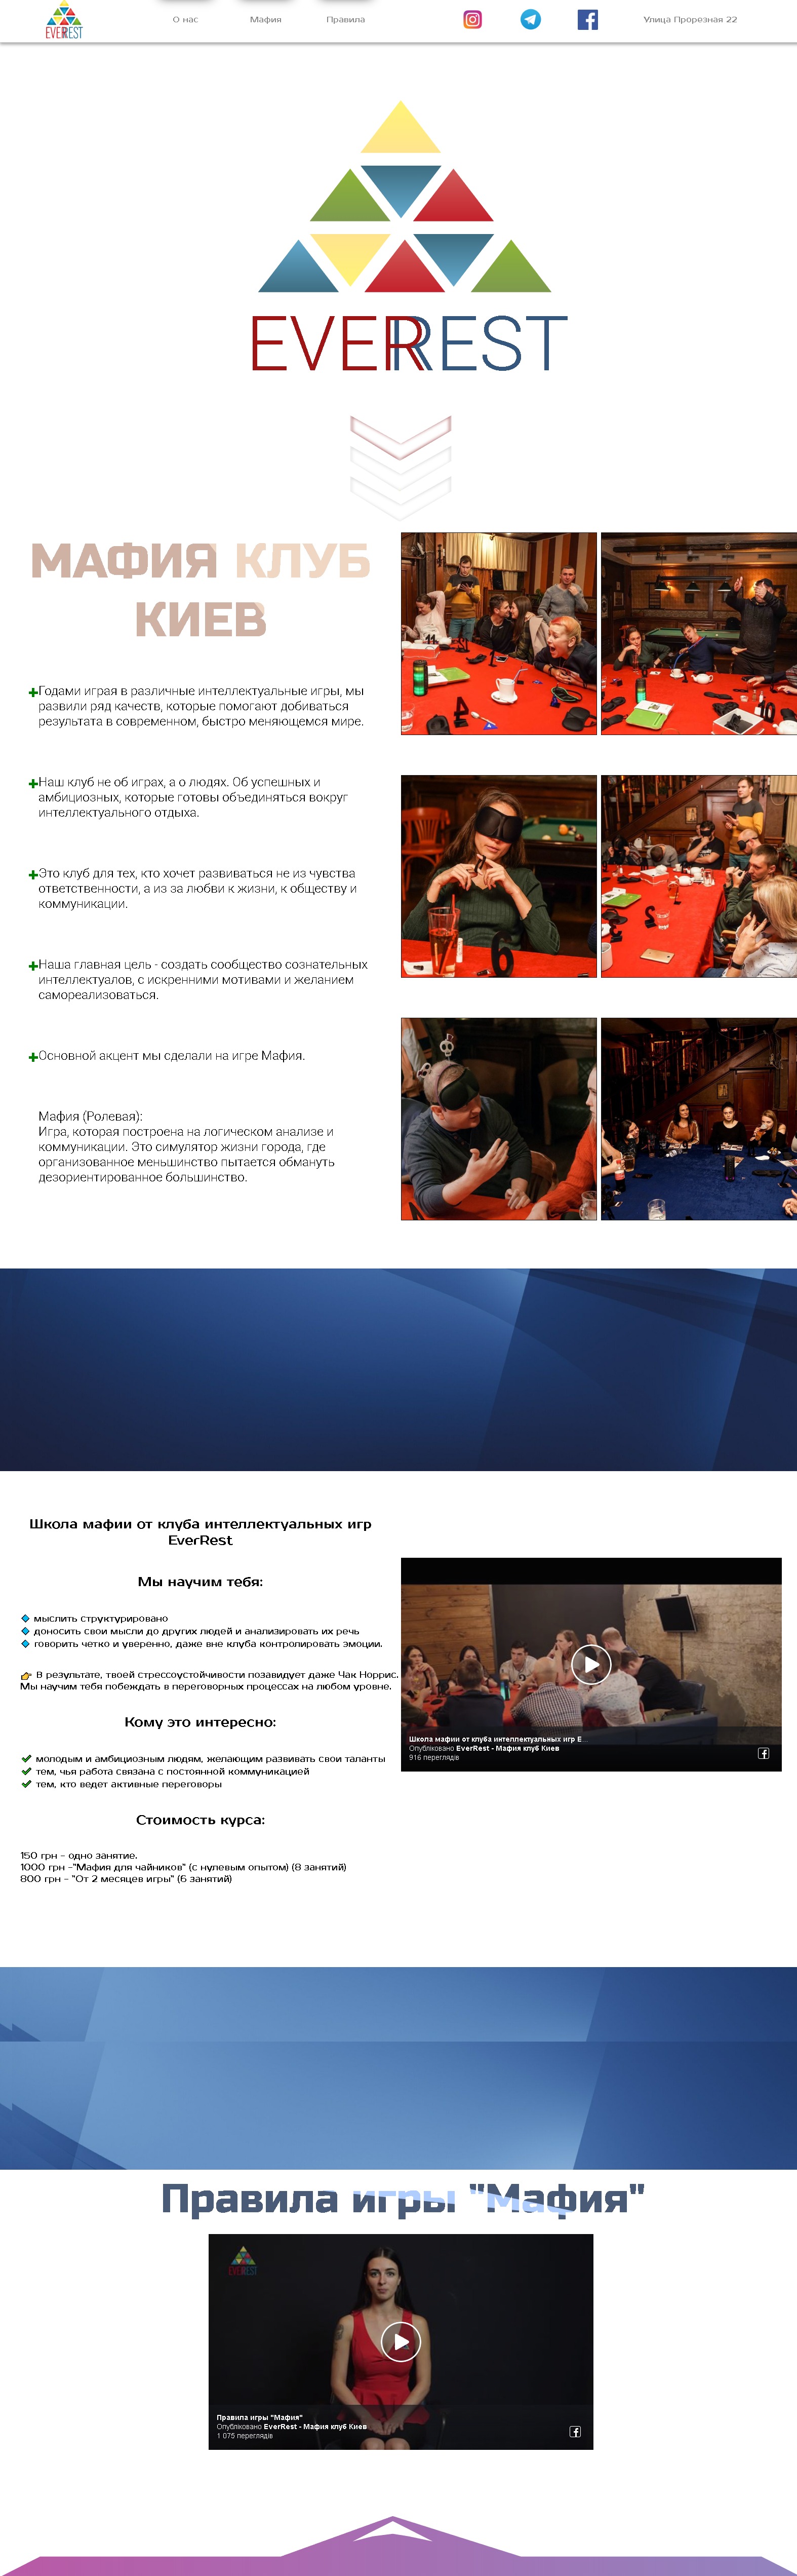 EVERREST
О нас
Мафия
Правила
Улица Прорезная 22
EVERREST
МАФИЯ КЛУБ
КИЕВ
Годами играя в различные интеллектуальные игры, мы
развили ряд качеств, которые помогают добиваться
результата в современном, быстро меняющемся мире.
Наш клуб не об играх, а о людях. Об успешных и
амбициозных, которые готовы объединяться вокруг
интеллектуального отдыха.
Это клуб для тех, кто хочет развиваться не из чувства
ответственности, а из за любви к жизни, к обществу и
коммуникации.
Наша главная цель - создать сообщество сознательных
интеллектуалов, с искренними мотивами и желанием
самореализоваться.
Основной акцент мы сделали на игре Мафия.
Мафия (Ролевая):
Игра, которая построена на логическом анализе и
коммуникации. Это симулятор жизни города, где
организованное меньшинство пытается обмануть
дезориентированное большинство.
11
4
6
Школа мафии от клуба интеллектуальных игр
EverRest
Мы научим тебя:
мыслить структурировано
доносить свои мысли до других людей и анализировать их речь
говорить четко и уверенно, даже вне клуба контролировать эмоции.
В результате, твоей стрессоустойчивости позавидует даже Чак Норрис.
Мы научим тебя побеждать в переговорных процессах на любом уровне.
Кому это интересно:
молодым и амбициозным людям, желающим развивать свои таланты
тем, чья работа связана с постоянной коммуникацией
тем, кто ведет активные переговоры
Стоимость курса:
150 грн - одно занятие.
1000 грн -"Мафия для чайников" (с нулевым опытом) (8 занятий)
800 грн - "От 2 месяцев игры" (6 занятий)
Школа мафии от клуба интеллектуальных игр E
Опубліковано EverRest - Мафия клуб Киев
916 переглядів
Правила игры "Мафия"
EVERREST
Правила игры "Мафия"
Опубліковано EverRest - Мафия клуб Киев
1 075 переглядів